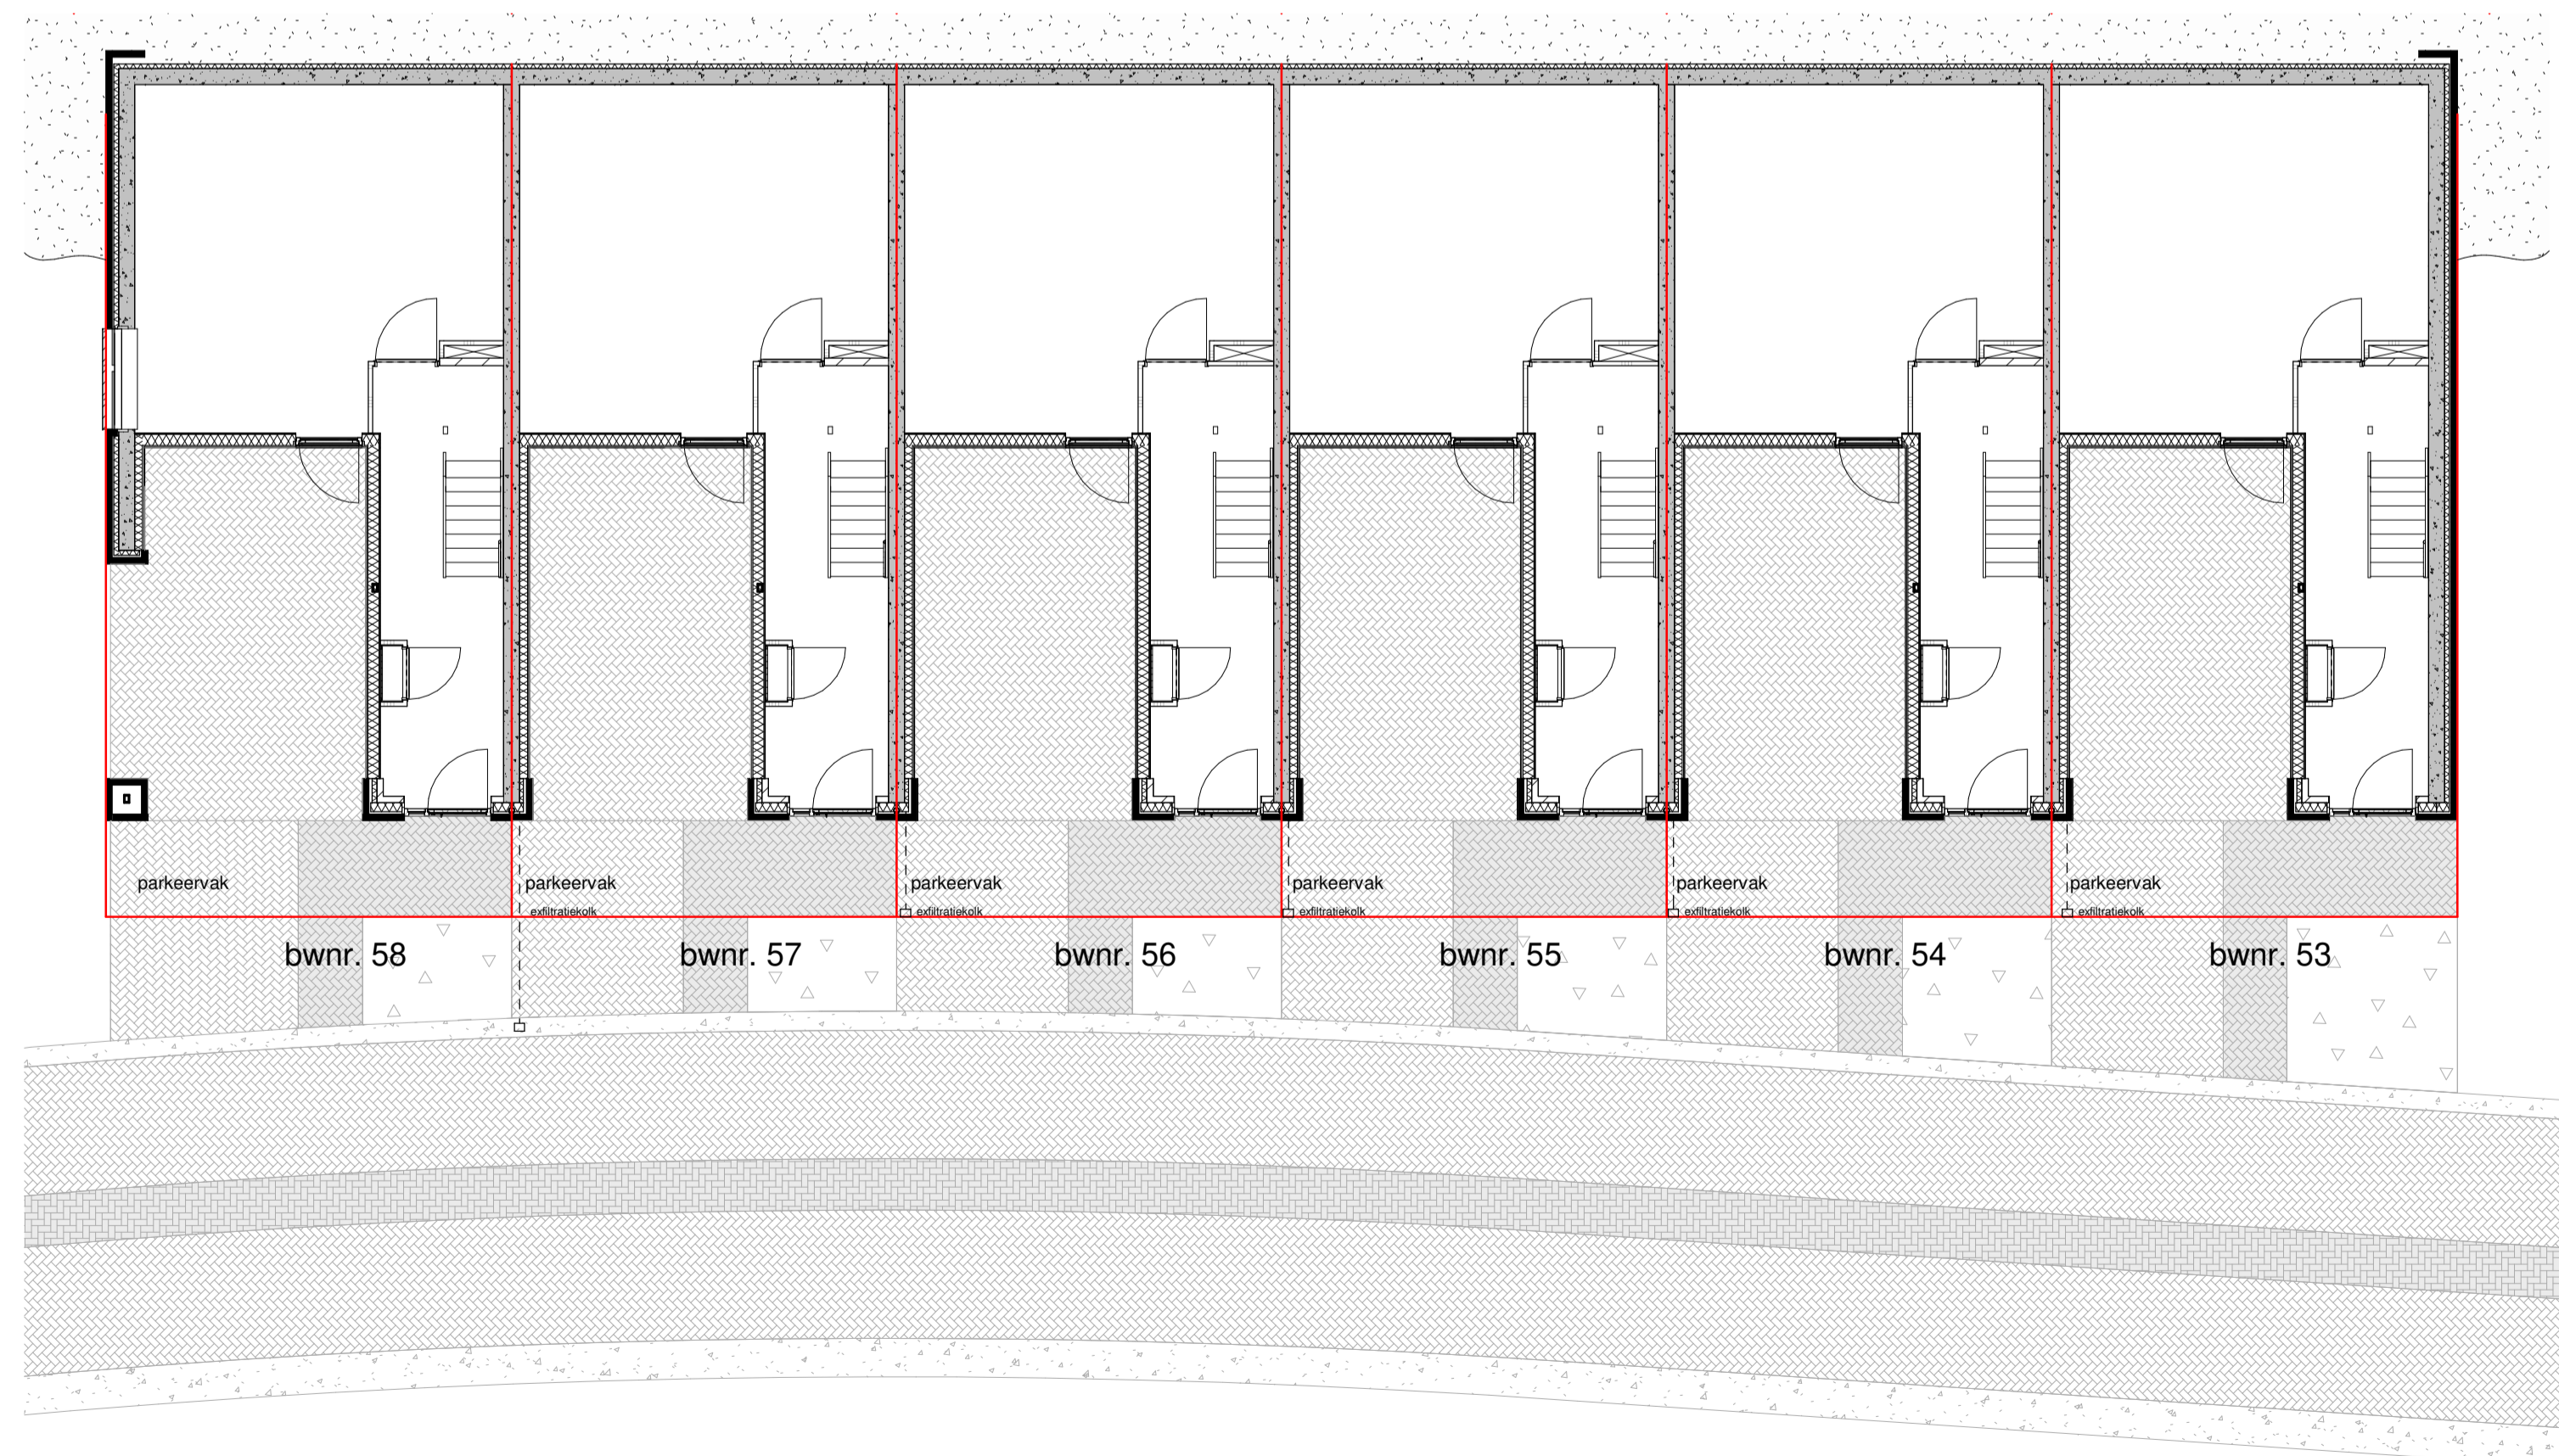 parkeervak
parkeervak
parkeervak
parkeervak
parkeervak
parkeervak
exfiltratiekolk
exfiltratiekolk
exfiltratiekolk
exfiltratiekolk
exfiltratiekolk
bwnr. 58
bwnr. 57
bwnr. 56
bwnr. 55
bwnr. 54
bwnr. 53